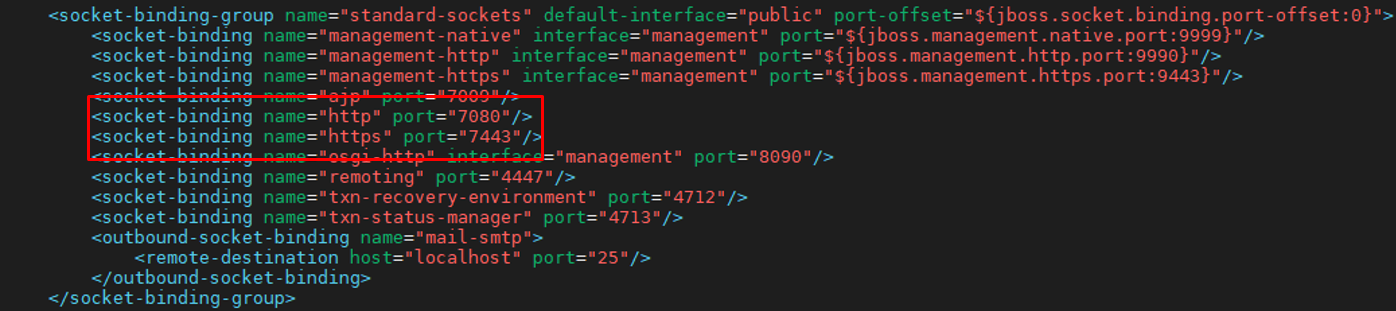 <socket-binding-group name="standard-sockets" default-interface="public" port-offset="${jboss.socket.binding.port-offset:0}">
<socket-binding name="management-native" interface="management" port="${jboss.management.native.port:9999}"/>
<socket-binding name="management-http" interface="management" port="${jboss.management.http.port:9990}"/>
<socket-binding name="management-https" interface="management" port="${jboss.management.https.port:9443}"/>
<socket-binding name="ajp" port="7009"/>
<socket-binding name="http" port="7080"/>
<socket-binding name="https" port="7443"/>
<socket-binding name="osgi-http" interface="management" port="8090"/>
<socket-binding name="remoting" port="4447"/>
<socket-binding name="txn-recovery-environment" port="4712"/>
<socket-binding name="txn-status-manager" port="4713"/>
<outbound-socket-binding name="mail-smtp">
<remote-destination host="localhost" port="25"/>
</outbound-socket-binding>
</socket-binding-group>